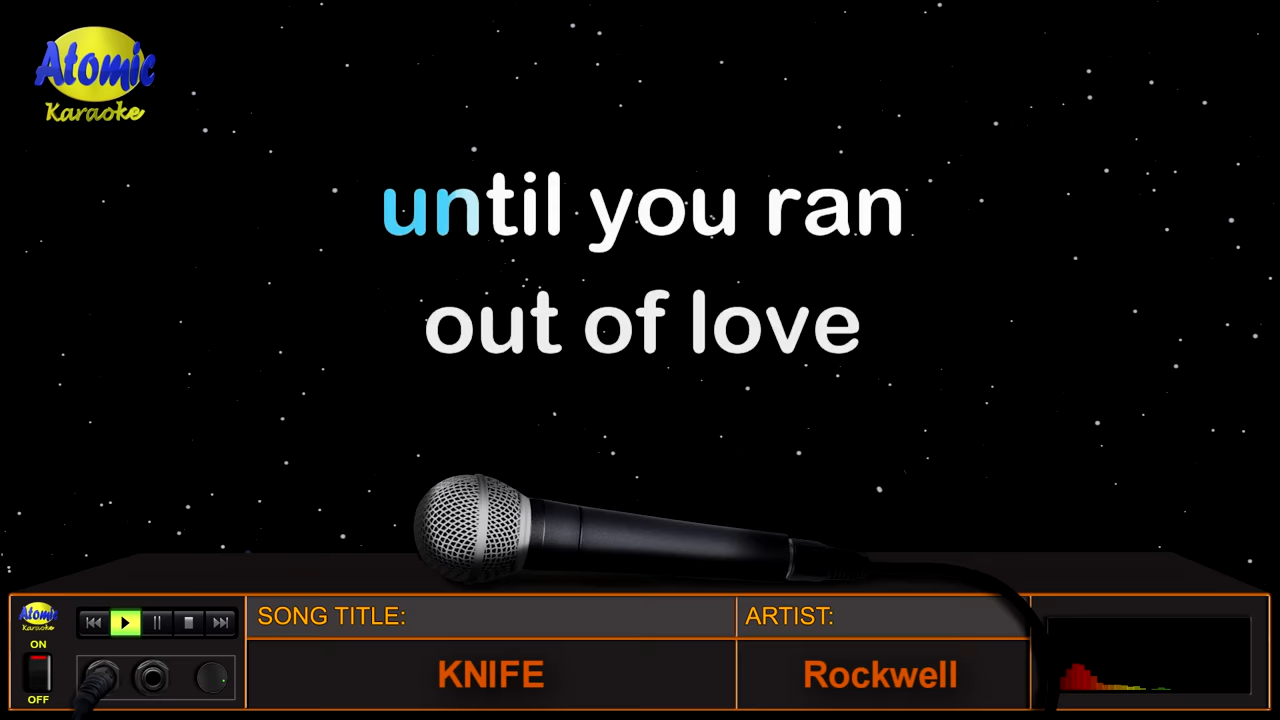 Atomic
Karaoke
until you ran
out of love
Atomic
Karaoke
ON
OFF
SONG TITLE:
KNIFE
ARTIST:
Rockwell